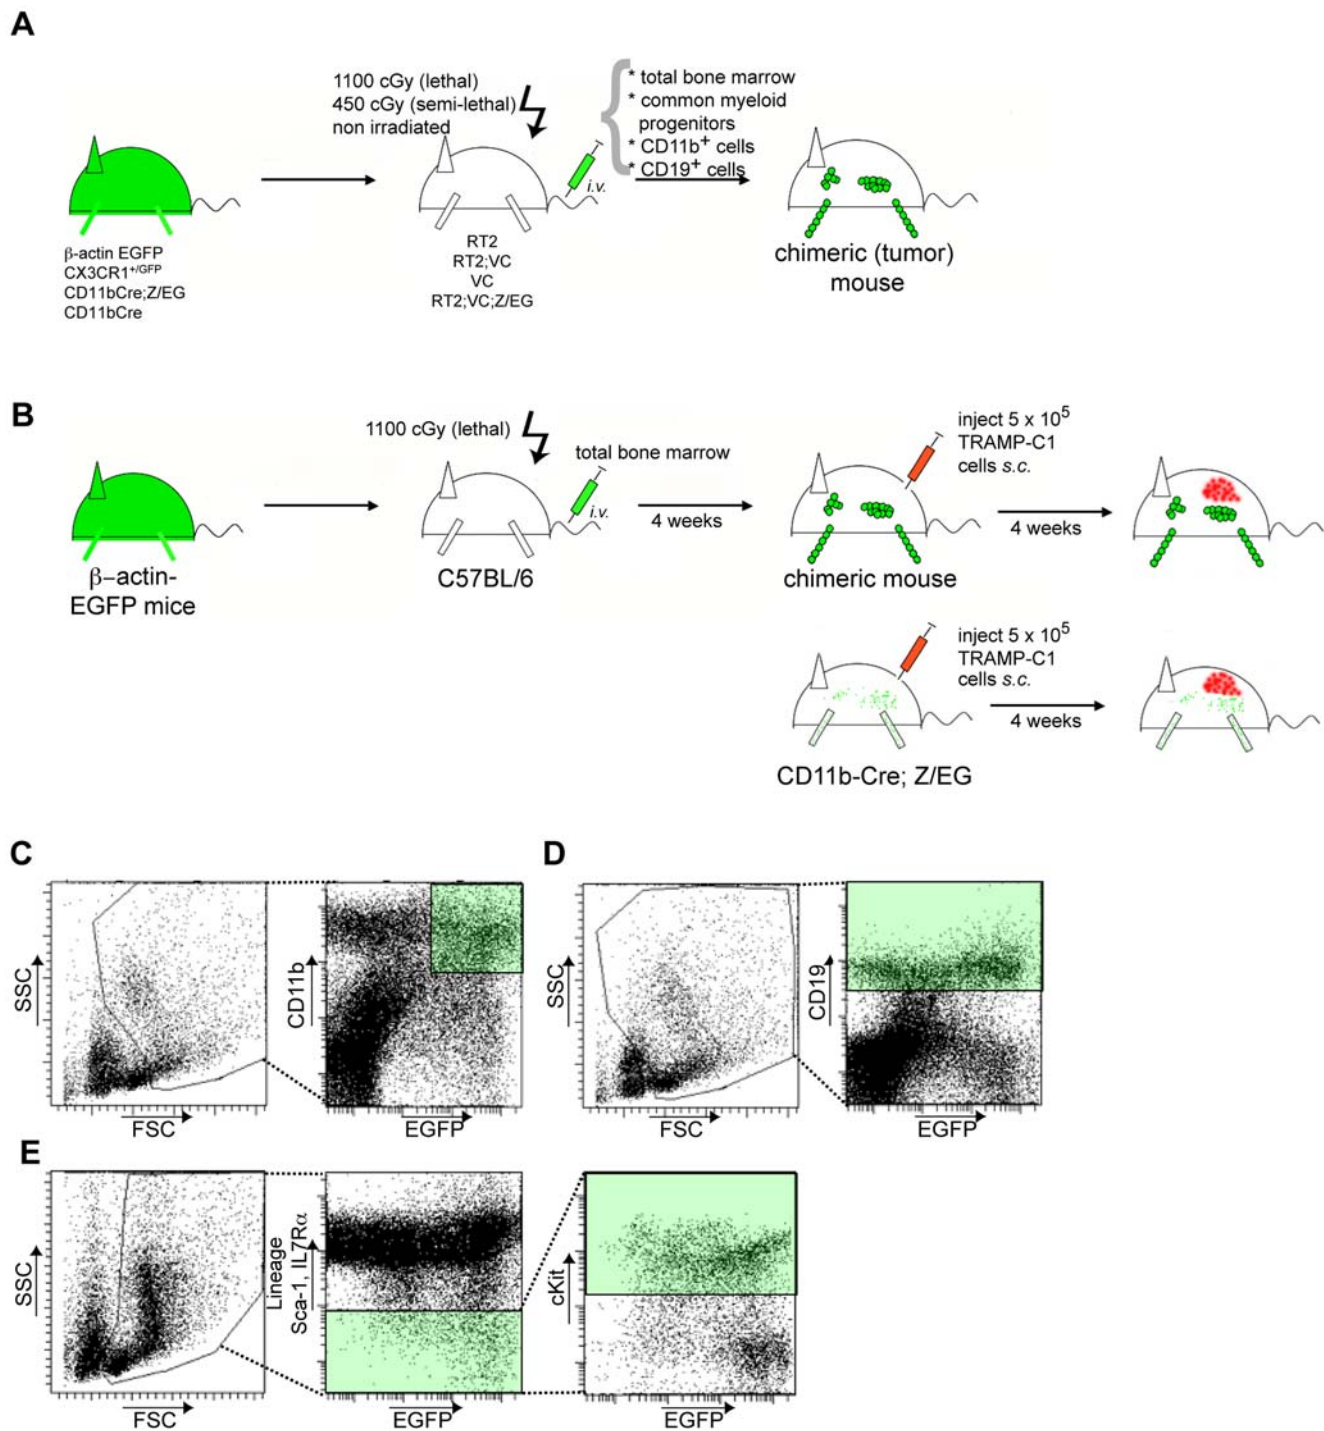 A
1100 cGy (lethal)
450 cGy (semi-lethal)
non irradiated
* total bone marrow
* common myeloid
progenitors
* CD11b+ cells
* CD19+ cells
i.v.
β-actin EGFP
CX3CR1+/GFP
CD11bCre;Z/EG
CD11bCre
RT2
RT2;VC
VC
RT2;VC;Z/EG
chimeric (tumor)
mouse
B
1100 cGy (lethal)
total bone marrow
i.v.
4 weeks
inject 5 x 10⁵
TRAMP-C1
cells s.c.
4 weeks
β–actin-
EGFP mice
C57BL/6
chimeric mouse
inject 5 x 10⁵
TRAMP-C1
cells s.c.
4 weeks
CD11b-Cre; Z/EG
C
SSC
FSC
CD11b
EGFP
D
SSC
FSC
CD19
EGFP
E
SSC
FSC
Lineage
Sca-1, IL7Rα
EGFP
cKit
EGFP